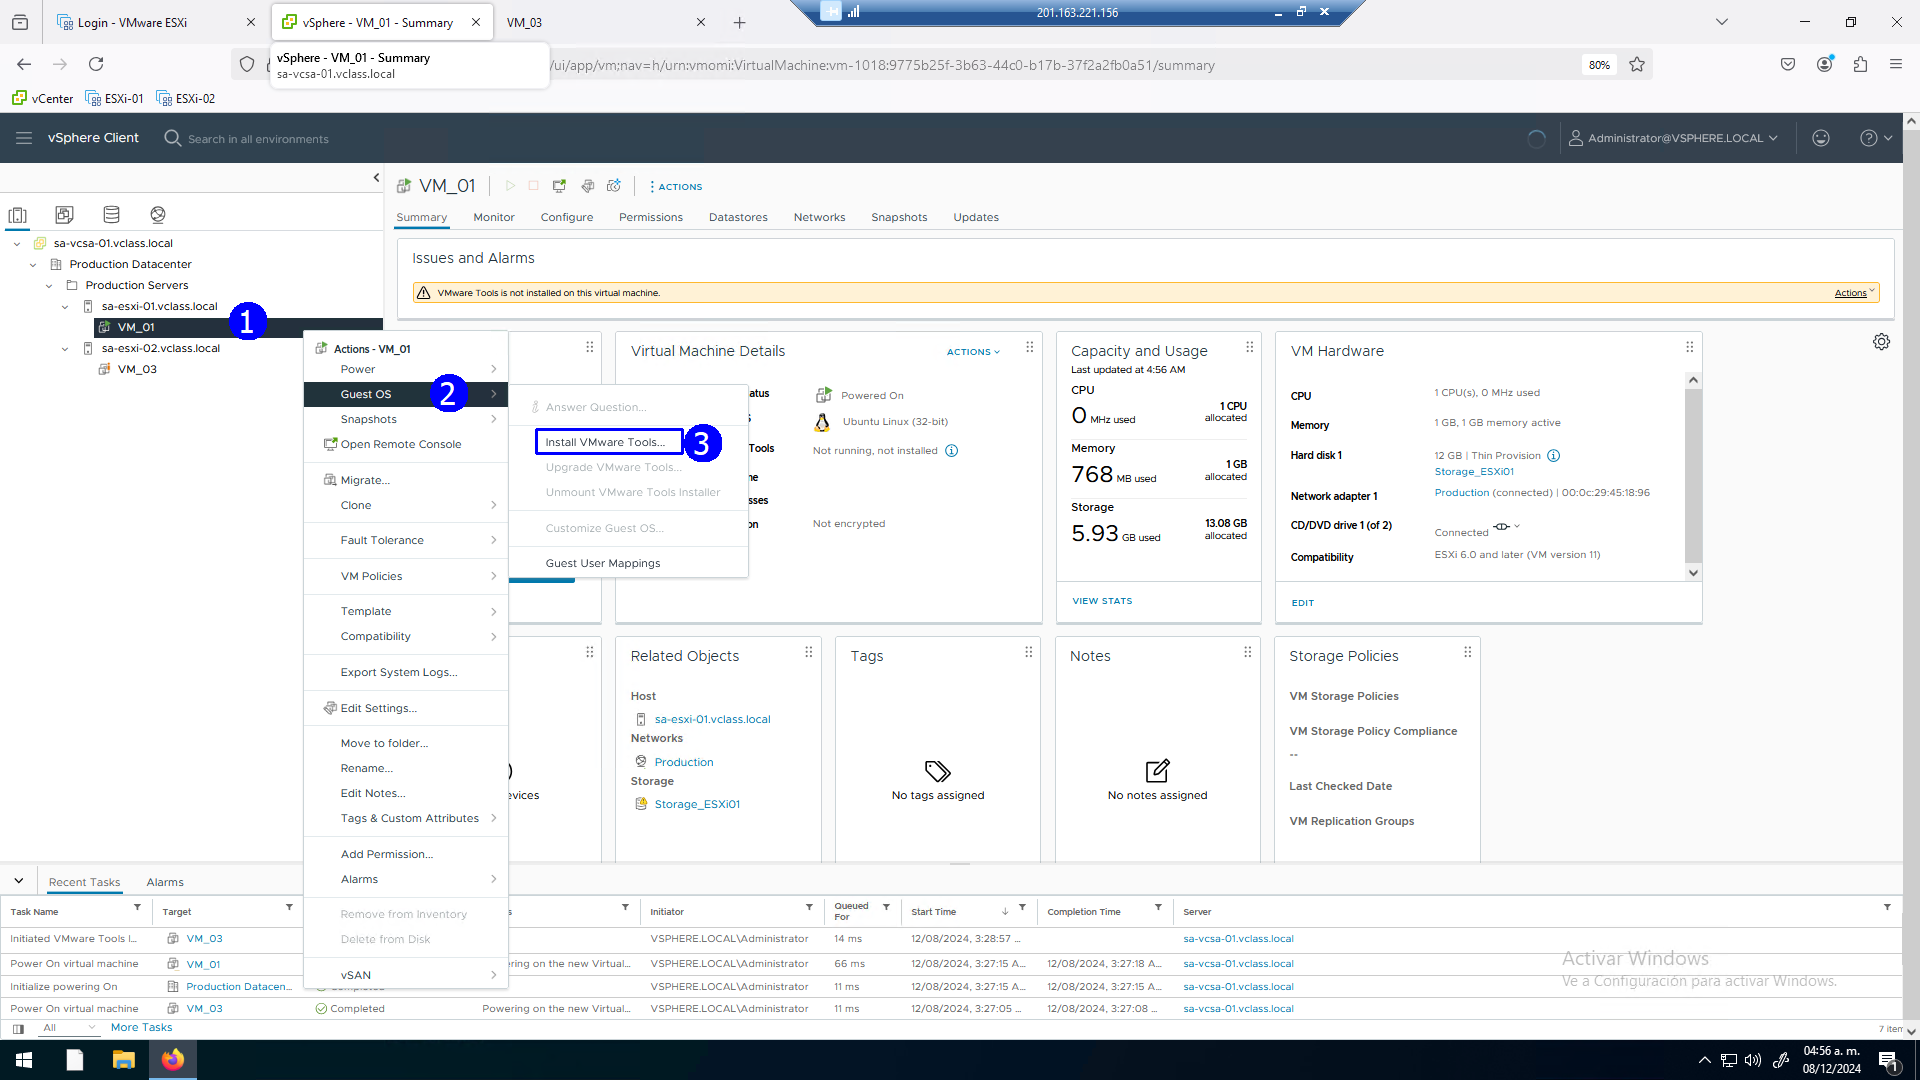 Login - VMware ESXi
vSphere - VM_01 - Summary
VM_03
201.163.221.156
vSphere - VM_01 - Summary
sa-vcsa-01.vclass.local
/ui/app/vm;nav=h/urn:vmomi:VirtualMachine:vm-1018:9775b25f-3b63-44c0-b17b-37f2a2fb0a51/summary
80%
vCenter
ESXi-01
ESXi-02
vSphere Client
Search in all environments
Administrator@VSPHERE.LOCAL
VM_01
ACTIONS
Summary
Monitor
Configure
Permissions
Datastores
Networks
Snapshots
Updates
sa-vcsa-01.vclass.local
Production Datacenter
Production Servers
sa-esxi-01.vclass.local
VM_01
1
sa-esxi-02.vclass.local
VM_03
Issues and Alarms
VMware Tools is not installed on this virtual machine.
Actions
Actions - VM_01
Power
Guest OS
2
Snapshots
Open Remote Console
Migrate...
Clone
Fault Tolerance
VM Policies
Template
Compatibility
Export System Logs...
Edit Settings...
Move to folder...
Rename...
Edit Notes...
Tags & Custom Attributes
Add Permission...
Alarms
Remove from Inventory
Delete from Disk
vSAN
Answer Question...
Install VMware Tools...
3
Upgrade VMware Tools...
Unmount VMware Tools Installer
Customize Guest OS...
Guest User Mappings
Virtual Machine Details
ACTIONS
atus
Powered On
Ubuntu Linux (32-bit)
Tools
Not running, not installed
ne
sses
on
Not encrypted
Capacity and Usage
Last updated at 4:56 AM
CPU
0 MHz used
1 CPU
allocated
Memory
768 MB used
1 GB
allocated
Storage
5.93 GB used
13.08 GB
allocated
VIEW STATS
VM Hardware
CPU
1 CPU(s), 0 MHz used
Memory
1 GB, 1 GB memory active
Hard disk 1
12 GB | Thin Provision
Storage_ESXi01
Network adapter 1
Production (connected) | 00:0c:29:45:18:96
CD/DVD drive 1 (of 2)
Connected
Compatibility
ESXi 6.0 and later (VM version 11)
EDIT
evices
Related Objects
Host
sa-esxi-01.vclass.local
Networks
Production
Storage
Storage_ESXi01
Tags
No tags assigned
Notes
No notes assigned
Storage Policies
VM Storage Policies
VM Storage Policy Compliance
--
Last Checked Date
VM Replication Groups
Recent Tasks
Alarms
Task Name
Target
s
Initiator
Queued For
Start Time
Completion Time
Server
Initiated VMware Tools I...
VM_03
VSPHERE.LOCAL\Administrator
14 ms
12/08/2024, 3:28:57 ...
sa-vcsa-01.vclass.local
Power On virtual machine
VM_01
ering on the new Virtual...
VSPHERE.LOCAL\Administrator
66 ms
12/08/2024, 3:27:15 A...
12/08/2024, 3:27:18 A...
sa-vcsa-01.vclass.local
Initialize powering On
Production Datacen...
VSPHERE.LOCAL\Administrator
11 ms
12/08/2024, 3:27:15 A...
12/08/2024, 3:27:15 A...
sa-vcsa-01.vclass.local
Power On virtual machine
VM_03
Completed
Powering on the new Virtual...
VSPHERE.LOCAL\Administrator
11 ms
12/08/2024, 3:27:05 ...
12/08/2024, 3:27:08 ...
sa-vcsa-01.vclass.local
All
More Tasks
7 item
Activar Windows
Ve a Configuración para activar Windows.
04:56 a. m.
08/12/2024
1